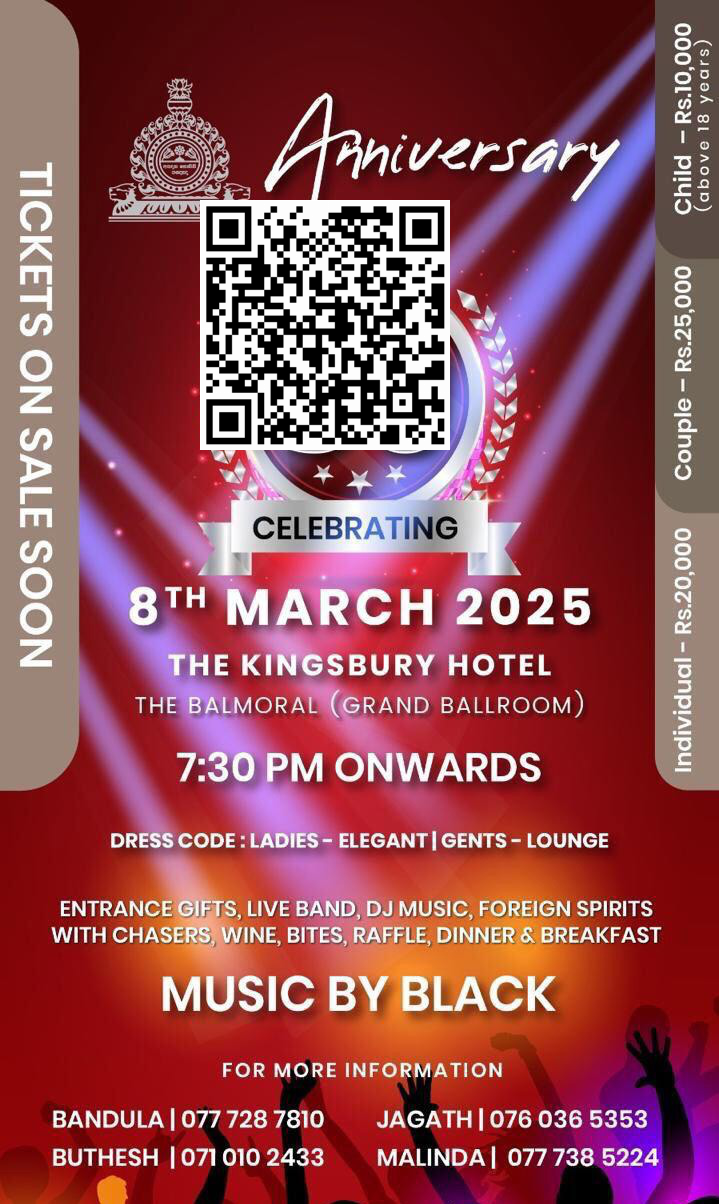 Anniversary
CELEBRATING
8TH MARCH 2025
THE KINGSBURY HOTEL
THE BALMORAL (GRAND BALLROOM)
7:30 PM ONWARDS
DRESS CODE : LADIES – ELEGANT | GENTS – LOUNGE
ENTRANCE GIFTS, LIVE BAND, DJ MUSIC, FOREIGN SPIRITS
WITH CHASERS, WINE, BITES, RAFFLE, DINNER & BREAKFAST
MUSIC BY BLACK
FOR MORE INFORMATION
BANDULA | 077 728 7810
JAGATH | 076 036 5353
BUTHESH | 071 010 2433
MALINDA | 077 738 5224
TICKETS ON SALE SOON
Individual – Rs.20,000
Couple – Rs.25,000
Child – Rs.10,000
(above 18 years)